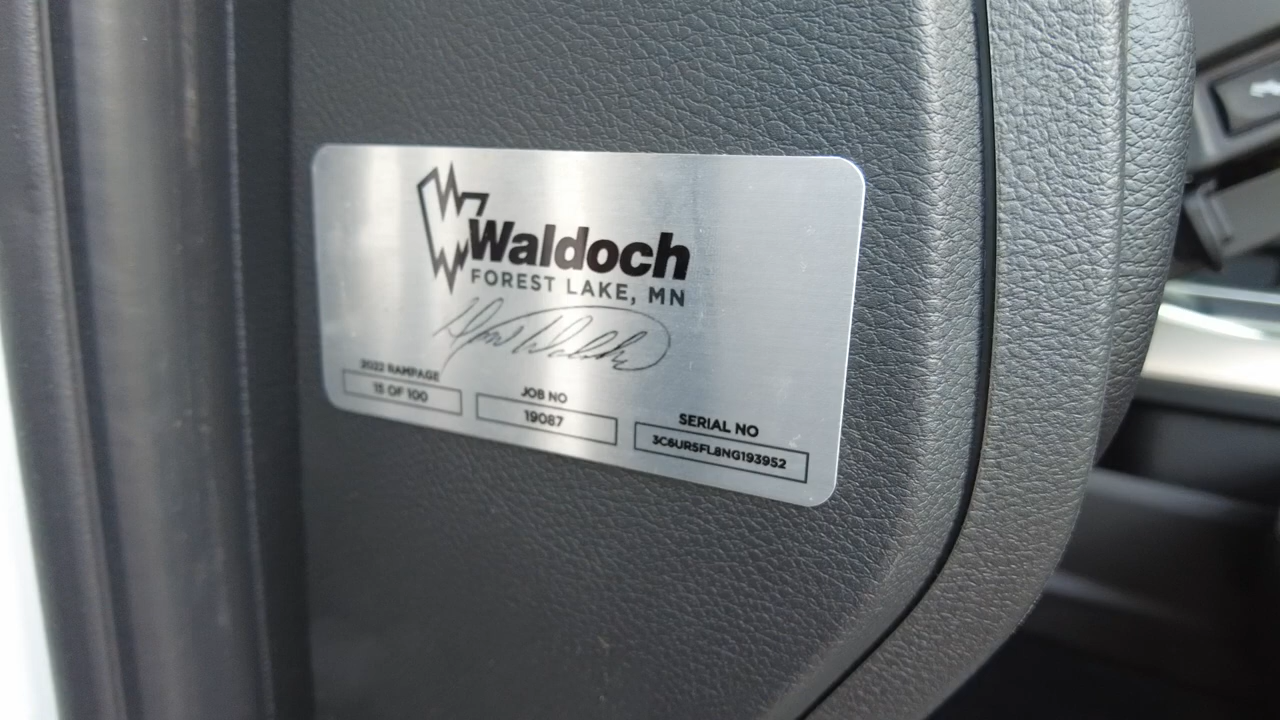 Waldoch
FOREST LAKE, MN
2022 RAMPAGE
15 OF 100
JOB NO
19087
SERIAL NO
3C6UR5FL8NG193952